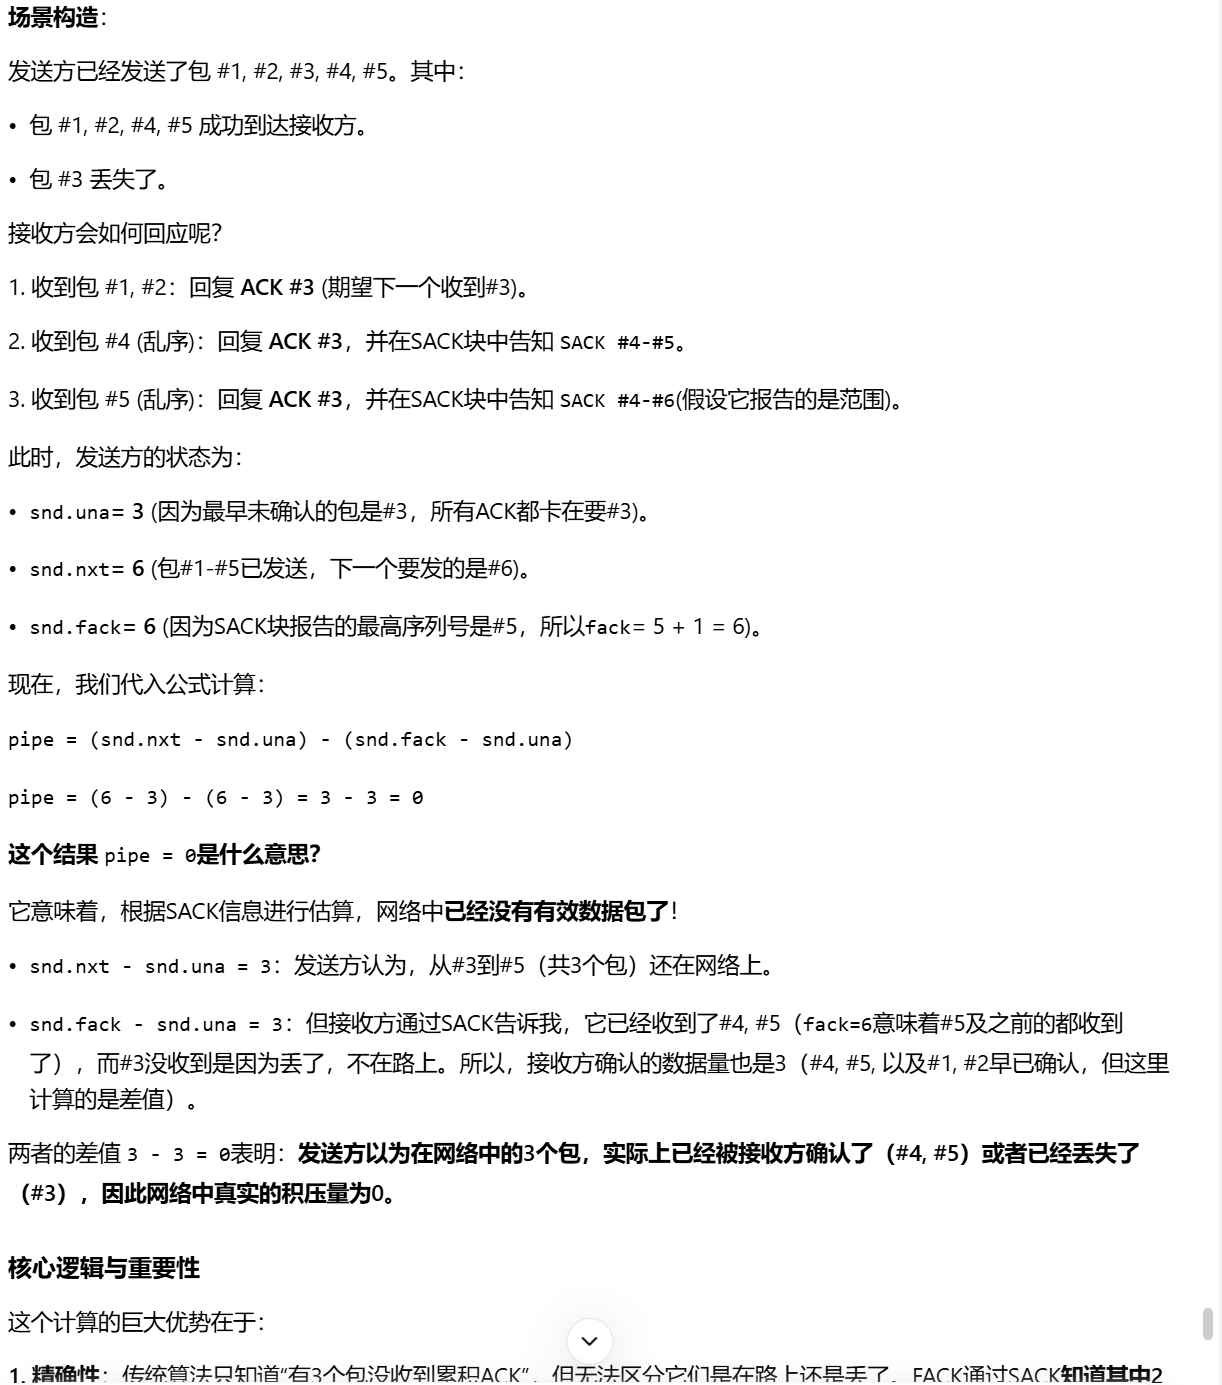 场景构造：
发送方已经发送了包 #1, #2, #3, #4, #5。其中：
• 包 #1, #2, #4, #5 成功到达接收方。
• 包 #3 丢失了。
接收方会如何回应呢？
1. 收到包 #1, #2：回复 ACK #3 (期望下一个收到#3)。
2. 收到包 #4 (乱序)：回复 ACK #3，并在SACK块中告知 SACK #4-#5。
3. 收到包 #5 (乱序)：回复 ACK #3，并在SACK块中告知 SACK #4-#6(假设它报告的是范围)。
此时，发送方的状态为：
• snd.una= 3 (因为最早未确认的包是#3，所有ACK都卡在要#3)。
• snd.nxt= 6 (包#1-#5已发送，下一个要发的是#6)。
• snd.fack= 6 (因为SACK块报告的最高序列号是#5，所以fack= 5 + 1 = 6)。
现在，我们代入公式计算：
pipe = (snd.nxt - snd.una) - (snd.fack - snd.una)
pipe = (6 - 3) - (6 - 3) = 3 - 3 = 0
这个结果 pipe = 0是什么意思？
它意味着，根据SACK信息进行估算，网络中已经没有有效数据包了！
• snd.nxt - snd.una = 3：发送方认为，从#3到#5（共3个包）还在网络上。
• snd.fack - snd.una = 3：但接收方通过SACK告诉我，它已经收到了#4, #5（fack=6意味着#5及之前的都收到
了），而#3没收到是因为丢了，不在路上。所以，接收方确认的数据量也是3（#4, #5, 以及#1, #2早已确认，但这里
计算的是差值）。
两者的差值 3 - 3 = 0表明：发送方以为在网络中的3个包，实际上已经被接收方确认了（#4, #5）或者已经丢失了
（#3），因此网络中真实的积压量为0。
核心逻辑与重要性
这个计算的巨大优势在于：
1. 精确性：传统算法只知道“有3个包没收到累积ACK”，但无法区分它们是在路上还是丢了。FACK通过SACK知道其中2